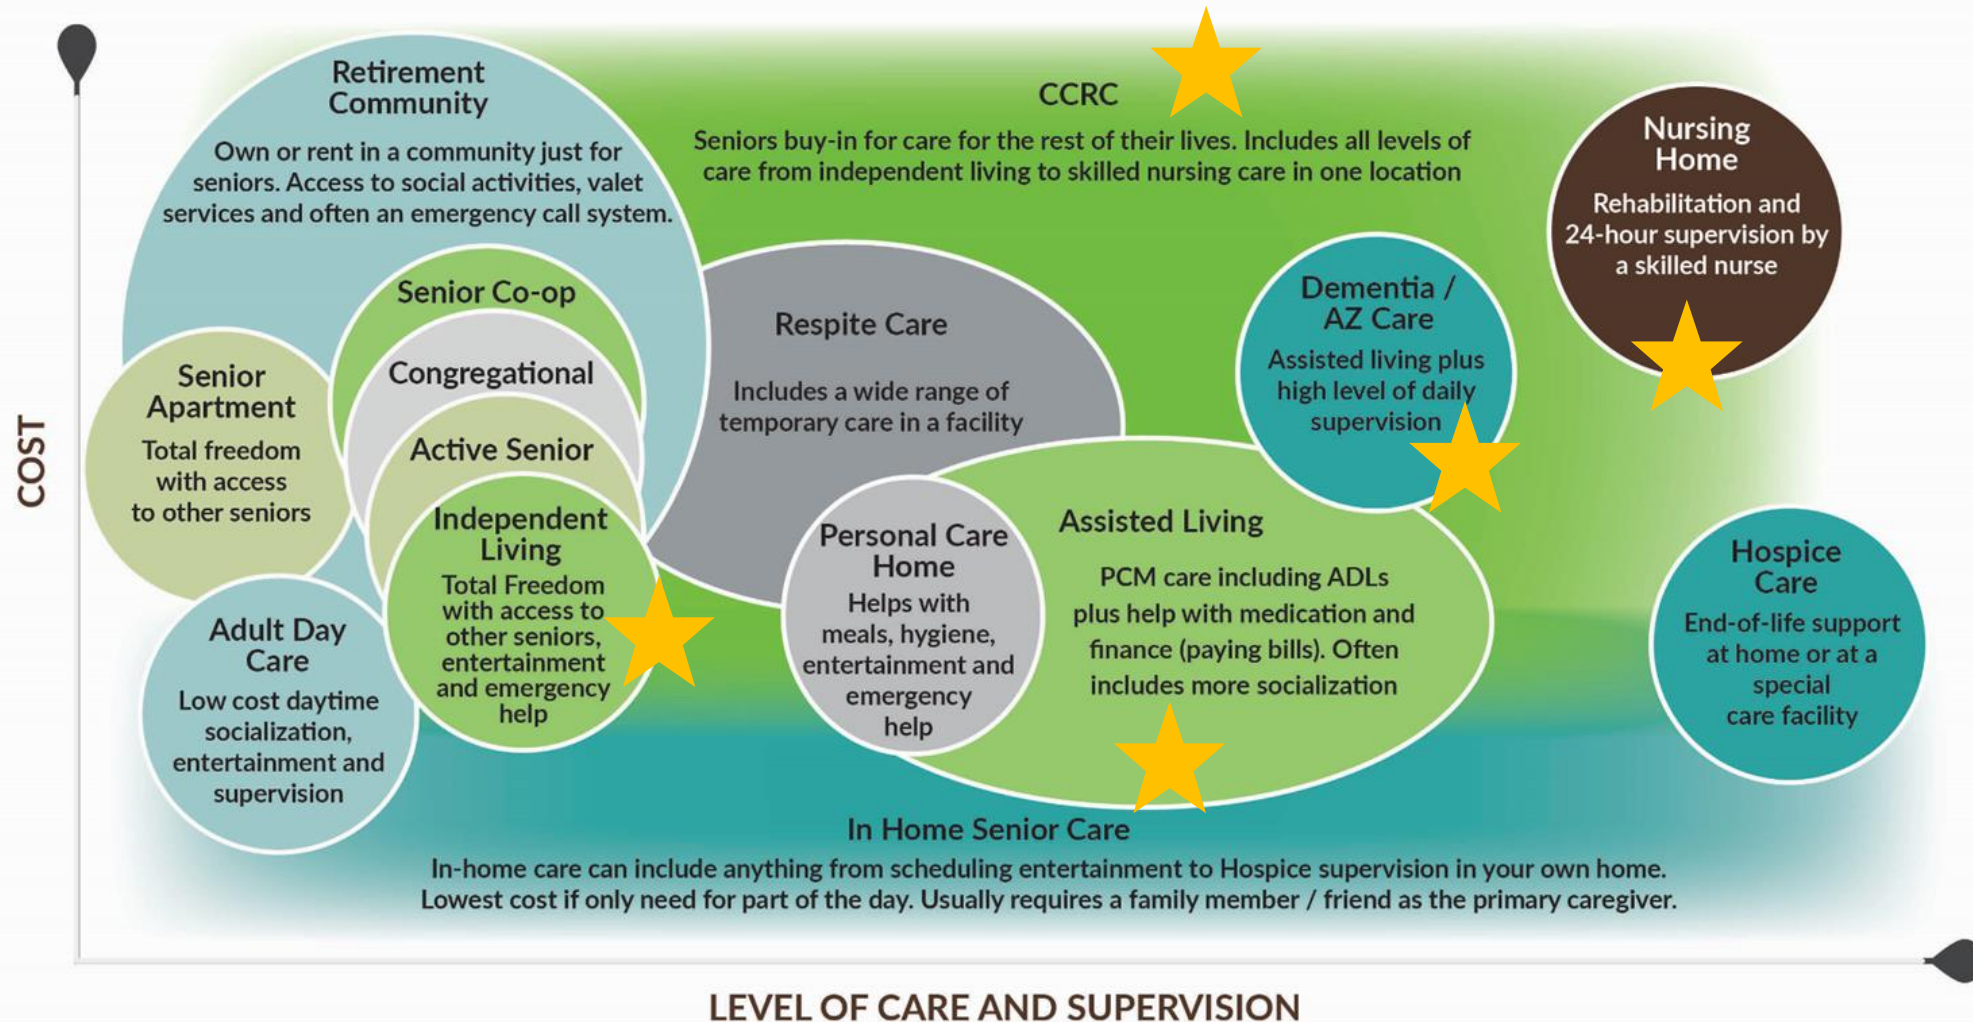 Retirement
Community
Own or rent in a community just for
seniors. Access to social activities, valet
services and often an emergency call system.
CCRC
Seniors buy-in for care for the rest of their lives. Includes all levels of
care from independent living to skilled nursing care in one location
Nursing
Home
Rehabilitation and
24-hour supervision by
a skilled nurse
Senior Co-op
Congregational
Active Senior
Independent
Living
Total Freedom
with access to
other seniors,
entertainment
and emergency
help
Senior
Apartment
Total freedom
with access
to other seniors
Respite Care
Includes a wide range of
temporary care in a facility
Dementia /
AZ Care
Assisted living plus
high level of daily
supervision
Personal Care
Home
Helps with
meals, hygiene,
entertainment and
emergency
help
Assisted Living
PCM care including ADLs
plus help with medication and
finance (paying bills). Often
includes more socialization
Hospice
Care
End-of-life support
at home or at a
special
care facility
Adult Day
Care
Low cost daytime
socialization,
entertainment and
supervision
In Home Senior Care
In-home care can include anything from scheduling entertainment to Hospice supervision in your own home.
Lowest cost if only need for part of the day. Usually requires a family member / friend as the primary caregiver.
COST
LEVEL OF CARE AND SUPERVISION